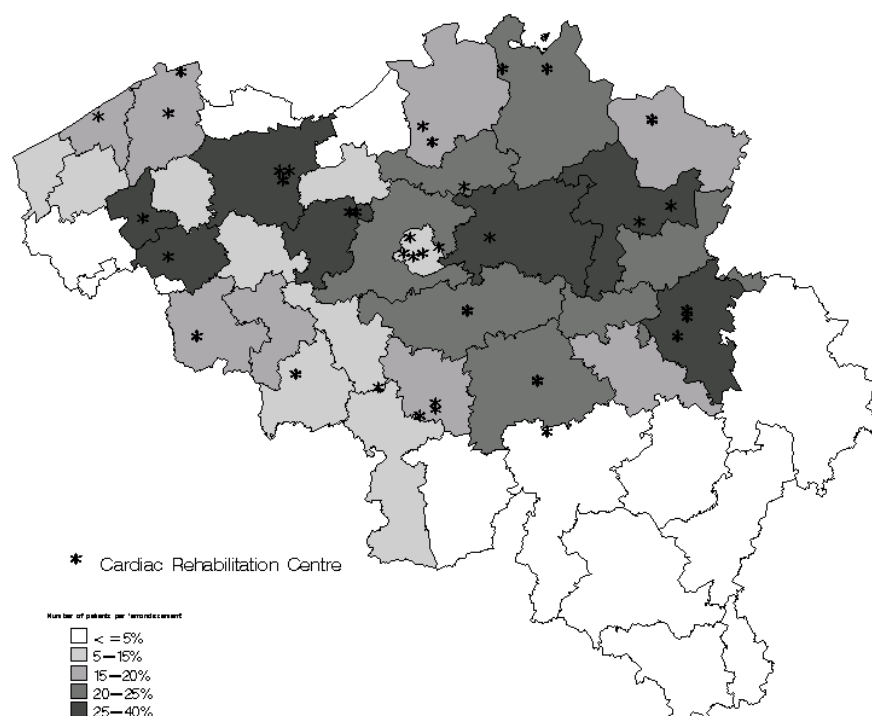 * Cardiac Rehabilitation Centre
Number of patients per 'arrondissement'
< =5%
5—15%
15—20%
20—25%
25—40%